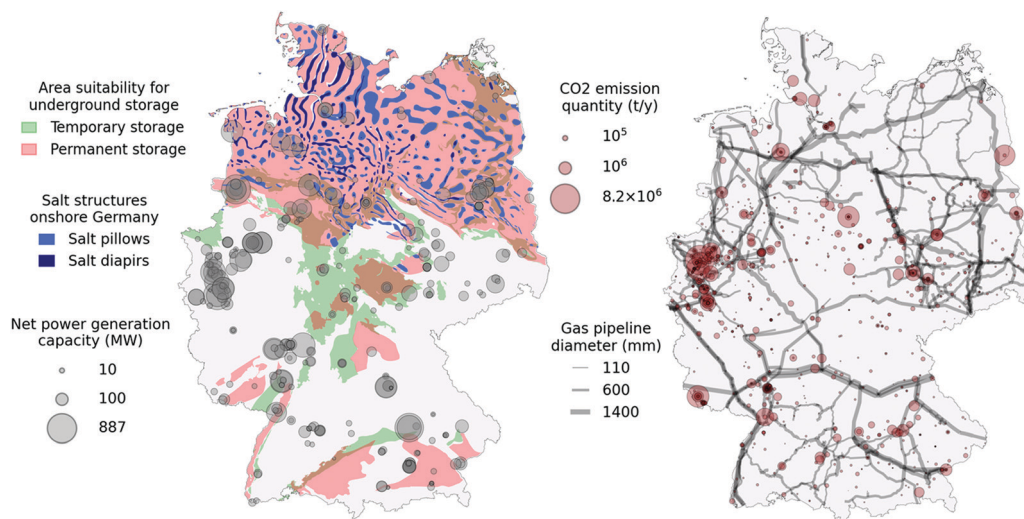 Area suitability for
underground storage
Temporary storage
Permanent storage
Salt structures
onshore Germany
Salt pillows
Salt diapirs
Net power generation
capacity (MW)
10
100
887
CO2 emission
quantity (t/y)
10⁵
10⁶
8.2×10⁶
Gas pipeline
diameter (mm)
110
600
1400